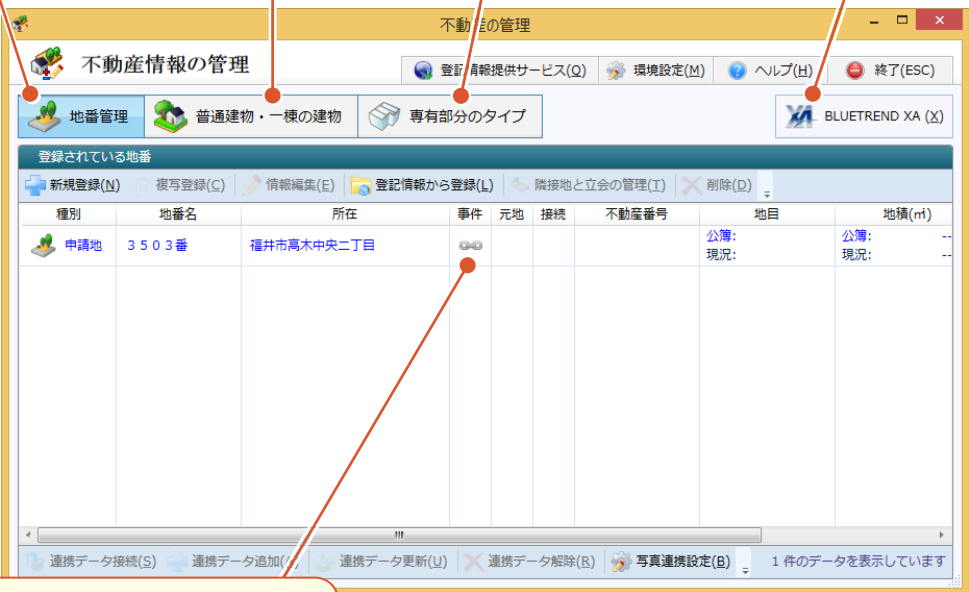 不動産の管理
不動産情報の管理
登記情報提供サービス(Q) 環境設定(M) ヘルプ(H) 終了(ESC)
地番管理 普通建物・一棟の建物 専有部分のタイプ BLUETREND XA (X)
登録されている地番
新規登録(N) 複写登録(C) 情報編集(E) 登記情報から登録(L) 隣接地と立会の管理(T) 削除(D)
種別 地番名 所在 事件 元地 接続 不動産番号 地目 地積(㎡)
申請地 3503番 福井市高木中央二丁目 公簿: 公簿: --
現況: 現況: --
連携データ接続(S) 連携データ追加( 連携データ更新(U) 連携データ解除(R) 写真連携設定(B) 1 件のデータを表示しています